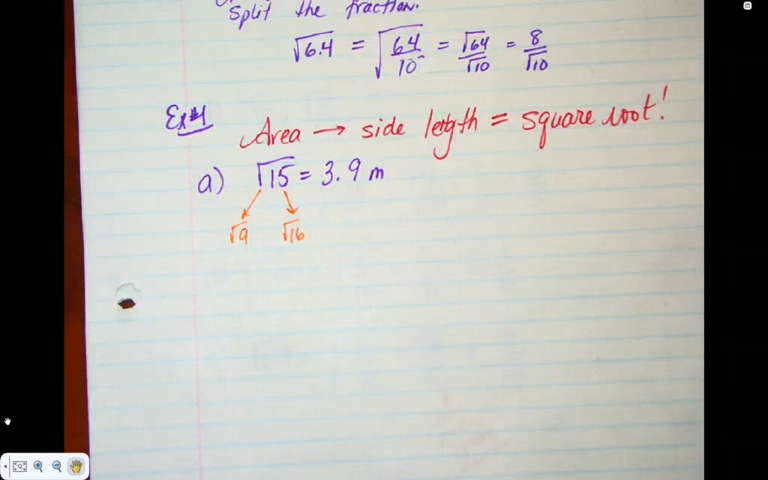 Split the fraction.
√6.4 = √64/10 = √64/√10 = 8/√10
Ex#1
Area → side length = square root!
a) √15 = 3.9 m
√9 √16